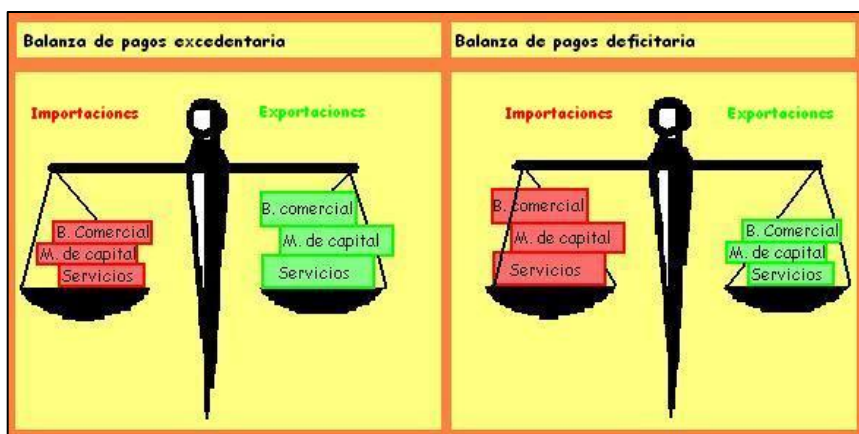 Balanza de pagos excedentaria
Importaciones
Exportaciones
B. Comercial
M. de capital
Servicios
B. comercial
M. de capital
Servicios
Balanza de pagos deficitaria
Importaciones
Exportaciones
B. comercial
M. de capital
Servicios
B. Comercial
M. de capital
Servicios